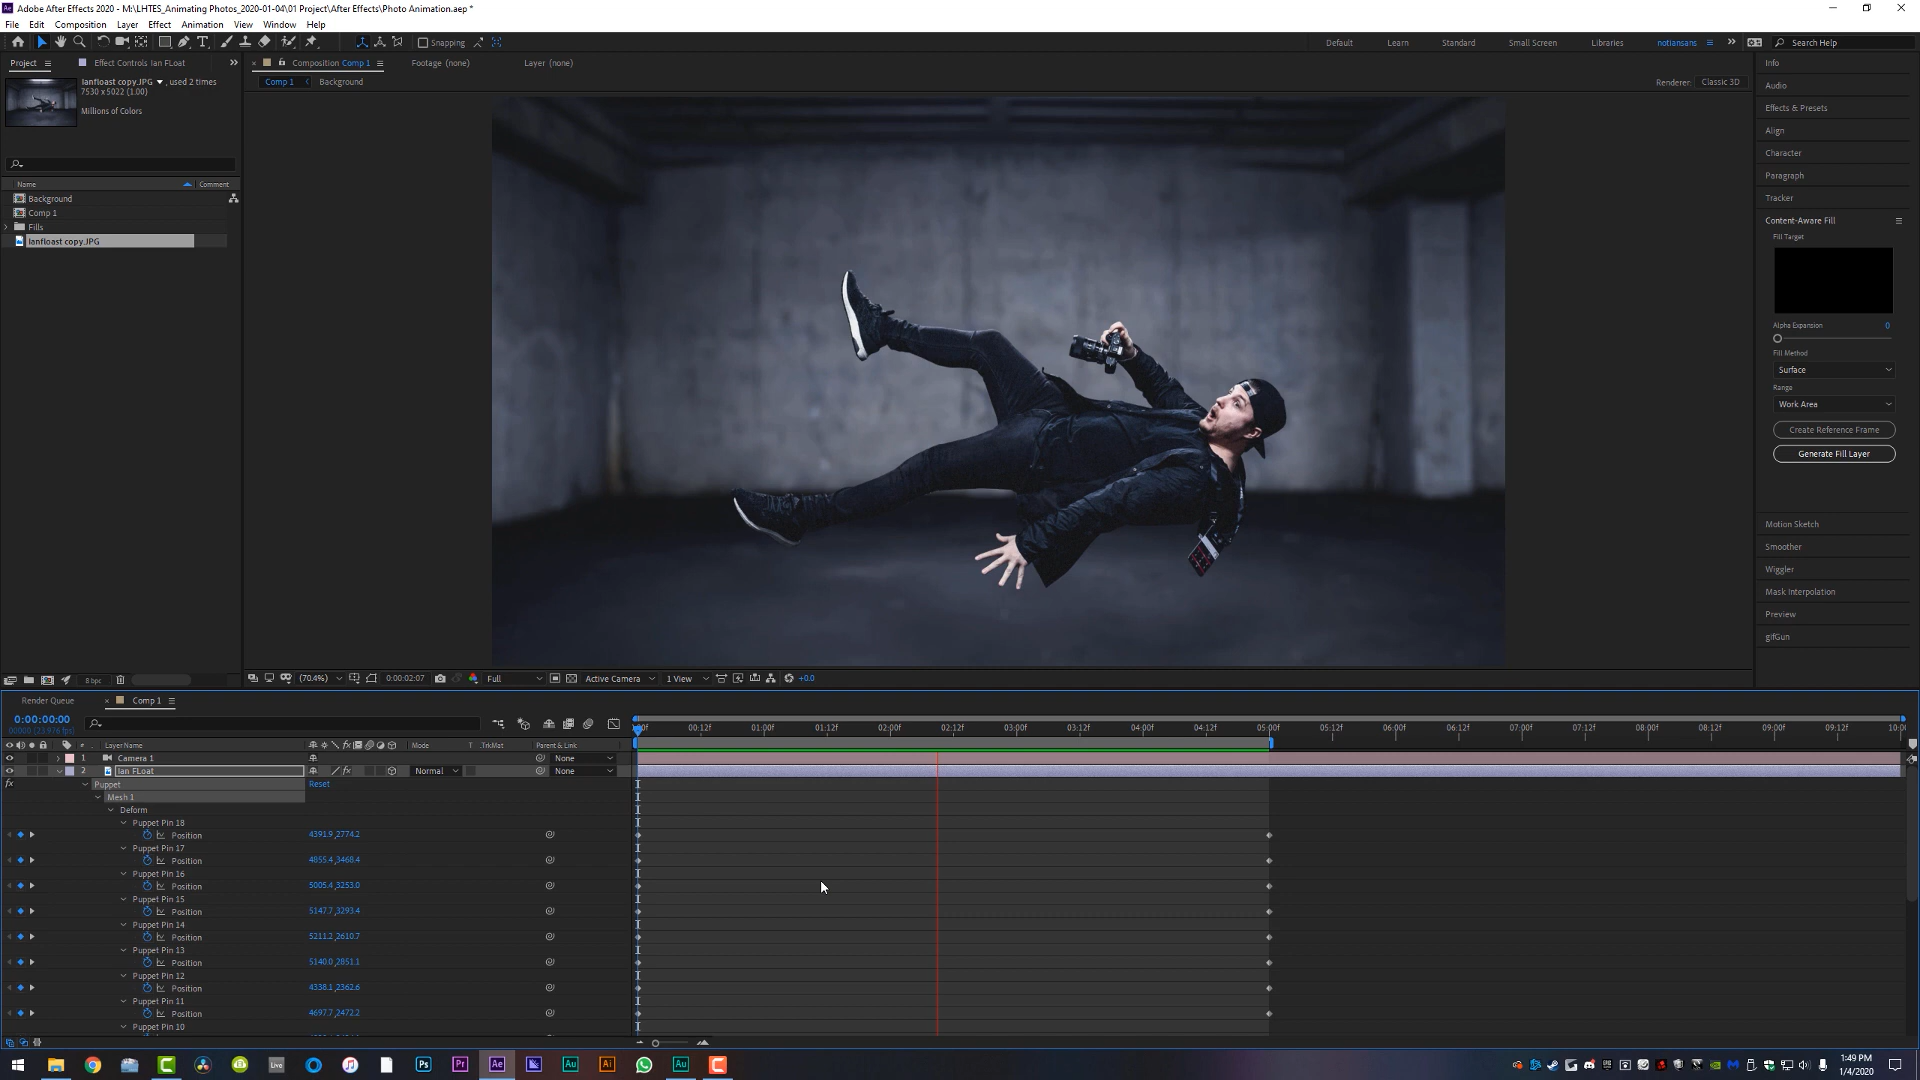 Adobe After Effects 2020 - M:\LHTES_Animating Photos_2020-01-04\01 Project\After Effects\Photo Animation.aep *
File Edit Composition Layer Effect Animation View Window Help
Snapping
Default Learn Standard Small Screen Libraries notiansans Search Help
Project Effect Controls Ian FLoat
Composition Comp 1 Footage (none) Layer (none)
Comp 1 Background
Renderer: Classic 3D
Ianfloast copy.JPG , used 2 times
7530 x 5022 (1.00)
Millions of Colors
Name Comment
Background
Comp 1
Fills
Ianfloast copy.JPG
8 bpc
Info
Audio
Effects & Presets
Align
Character
Paragraph
Tracker
Content-Aware Fill
Fill Target
Alpha Expansion 0
Fill Method
Surface
Range
Work Area
Create Reference Frame
Generate Fill Layer
Motion Sketch
Smoother
Wiggler
Mask Interpolation
Preview
gifGun
(70.4%) 0:00:02:07 Full Active Camera 1 View +0.0
Render Queue Comp 1
0:00:00:00
00000 (23.976 fps)
:00f 00:12f 01:00f 01:12f 02:00f 02:12f 03:00f 03:12f 04:00f 04:12f 05:00f 05:12f 06:00f 06:12f 07:00f 07:12f 08:00f 08:12f 09:00f 09:12f 10:0
# Layer Name Mode T .TrkMat Parent & Link
1 Camera 1 None
2 Ian FLoat Normal None
fx Puppet Reset
Mesh 1
Deform
Puppet Pin 18
Position 4391.9,2774.2
Puppet Pin 17
Position 4855.4,3468.4
Puppet Pin 16
Position 5005.4,3253.0
Puppet Pin 15
Position 5147.7,3293.4
Puppet Pin 14
Position 5211.2,2610.7
Puppet Pin 13
Position 5140.0,2851.1
Puppet Pin 12
Position 4338.1,2362.6
Puppet Pin 11
Position 4697.7,2472.2
Puppet Pin 10
Live Ps Pr Ae Au Ai Au
1:49 PM
1/4/2020